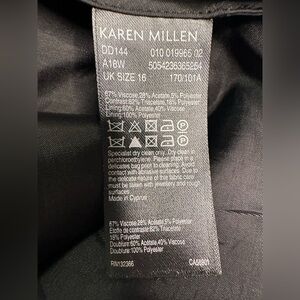 KAREN MILLEN
DD144 010 019965 02
A18W 5054236365864
UK SIZE 16 170/101A
67% Viscose,28% Acetate,5% Polyester
Contrast:82% Triacetate,18% Polyester
Lining:60% Acetate,40% Viscose
Lining:100% Polyester
Specialist dry clean only. Dry clean in
perchloroethylene. Please place in a
delicates bag prior to cleaning. Avoid
contact with abrasive surfaces. Due to
the delicate nature of this fabric care
must be taken with jewellery and rough
surfaces.
Made in Cyprus
67% Viscose,28% Acetate,5% Polyester
Etoffe de contraste:82% Triacetate,
18% Polyester
Doublure:60% Acetate,40% Viscose
Doublure:100% Polyester
RN132366